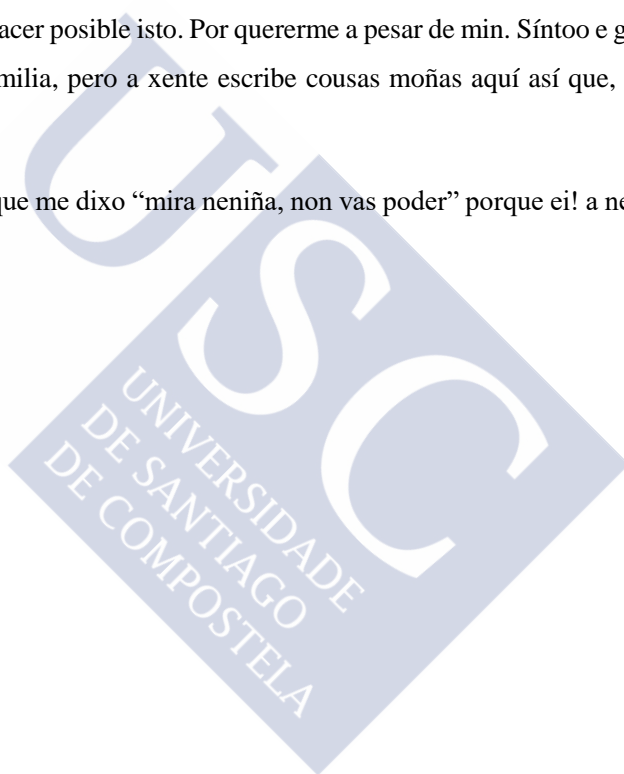 acer posible isto. Por quererme a pesar de min. Síntoo e g
milia, pero a xente escribe cousas moñas aquí así que,
que me dixo “mira neniña, non vas poder” porque ei! a ne
USC
UNIVERSIDADE
DE SANTIAGO
DE COMPOSTELA